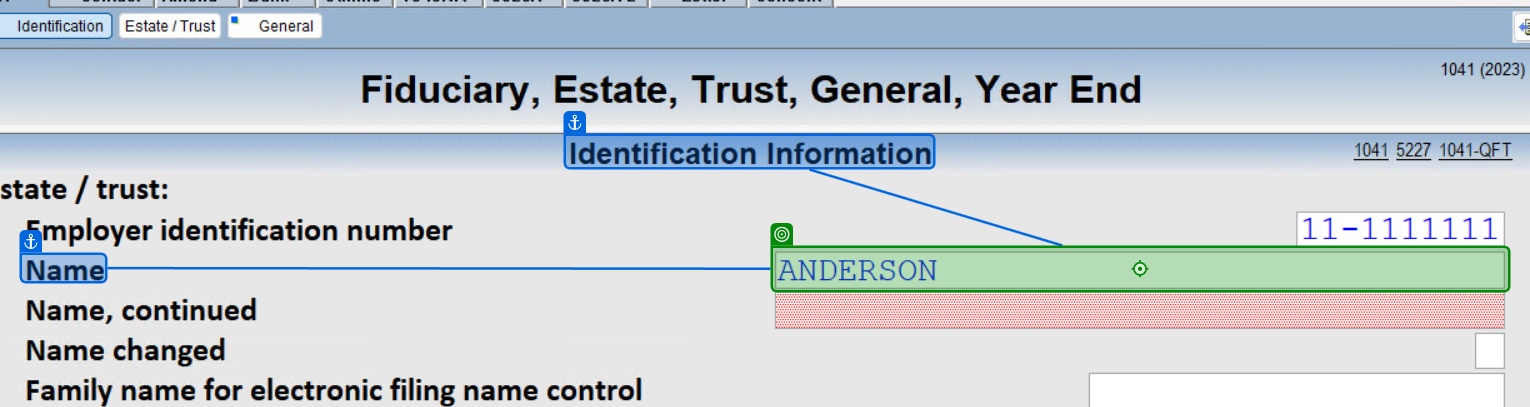 Identification Estate / Trust General
Fiduciary, Estate, Trust, General, Year End
1041 (2023)
Identification Information
1041 5227 1041-QFT
state / trust:
Employer identification number 11-1111111
Name ANDERSON
Name, continued
Name changed
Family name for electronic filing name control